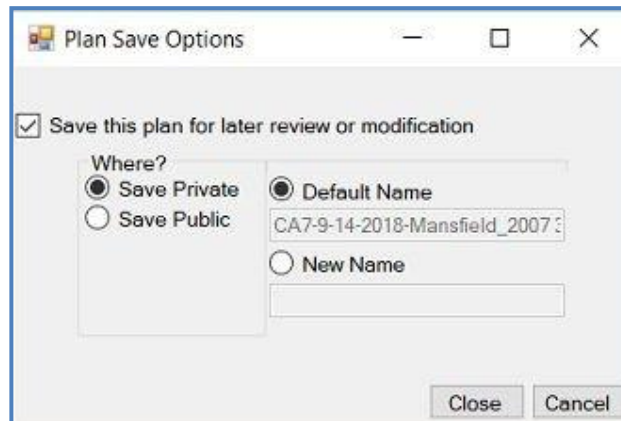 Plan Save Options
Save this plan for later review or modification
Where?
Save Private
Save Public
Default Name
CA7-9-14-2018-Mansfield_2007
New Name
Close
Cancel